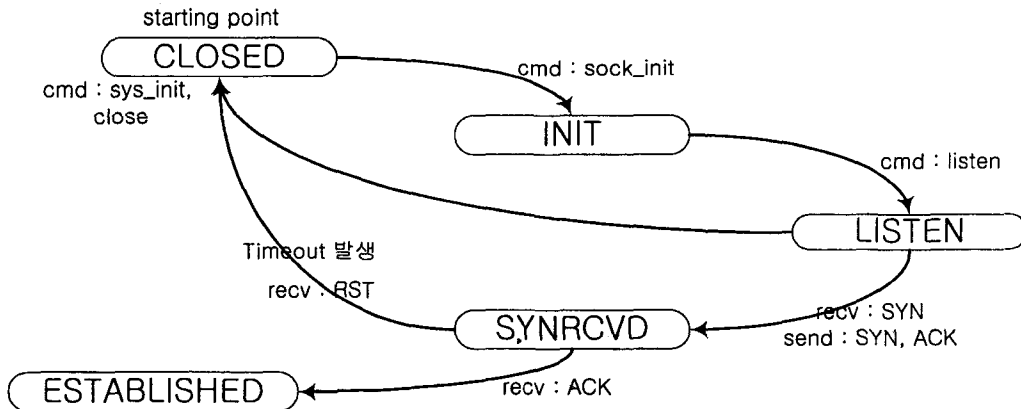 starting point
CLOSED
cmd : sys_init,
close
cmd : sock_init
INIT
cmd : listen
LISTEN
Timeout 발생
recv : RST
recv : SYN
send : SYN, ACK
SYNRCVD
recv : ACK
ESTABLISHED